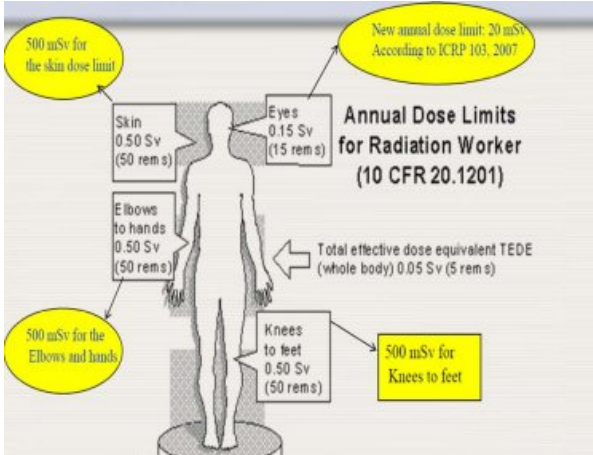 500 mSv for
the skin dose limit
New annual dose limit: 20 mSv
According to ICRP 103, 2007
Skin
0.50 Sv
(50 rems)
Eyes
0.15 Sv
(15 rems)
Annual Dose Limits
for Radiation Worker
(10 CFR 20.1201)
Elbows
to hands
0.50 Sv
(50 rems)
Total effective dose equivalent TEDE
(whole body) 0.05 Sv (5 rems)
500 mSv for the
Elbows and hands
Knees
to feet
0.50 Sv
(50 rems)
500 mSv for
Knees to feet